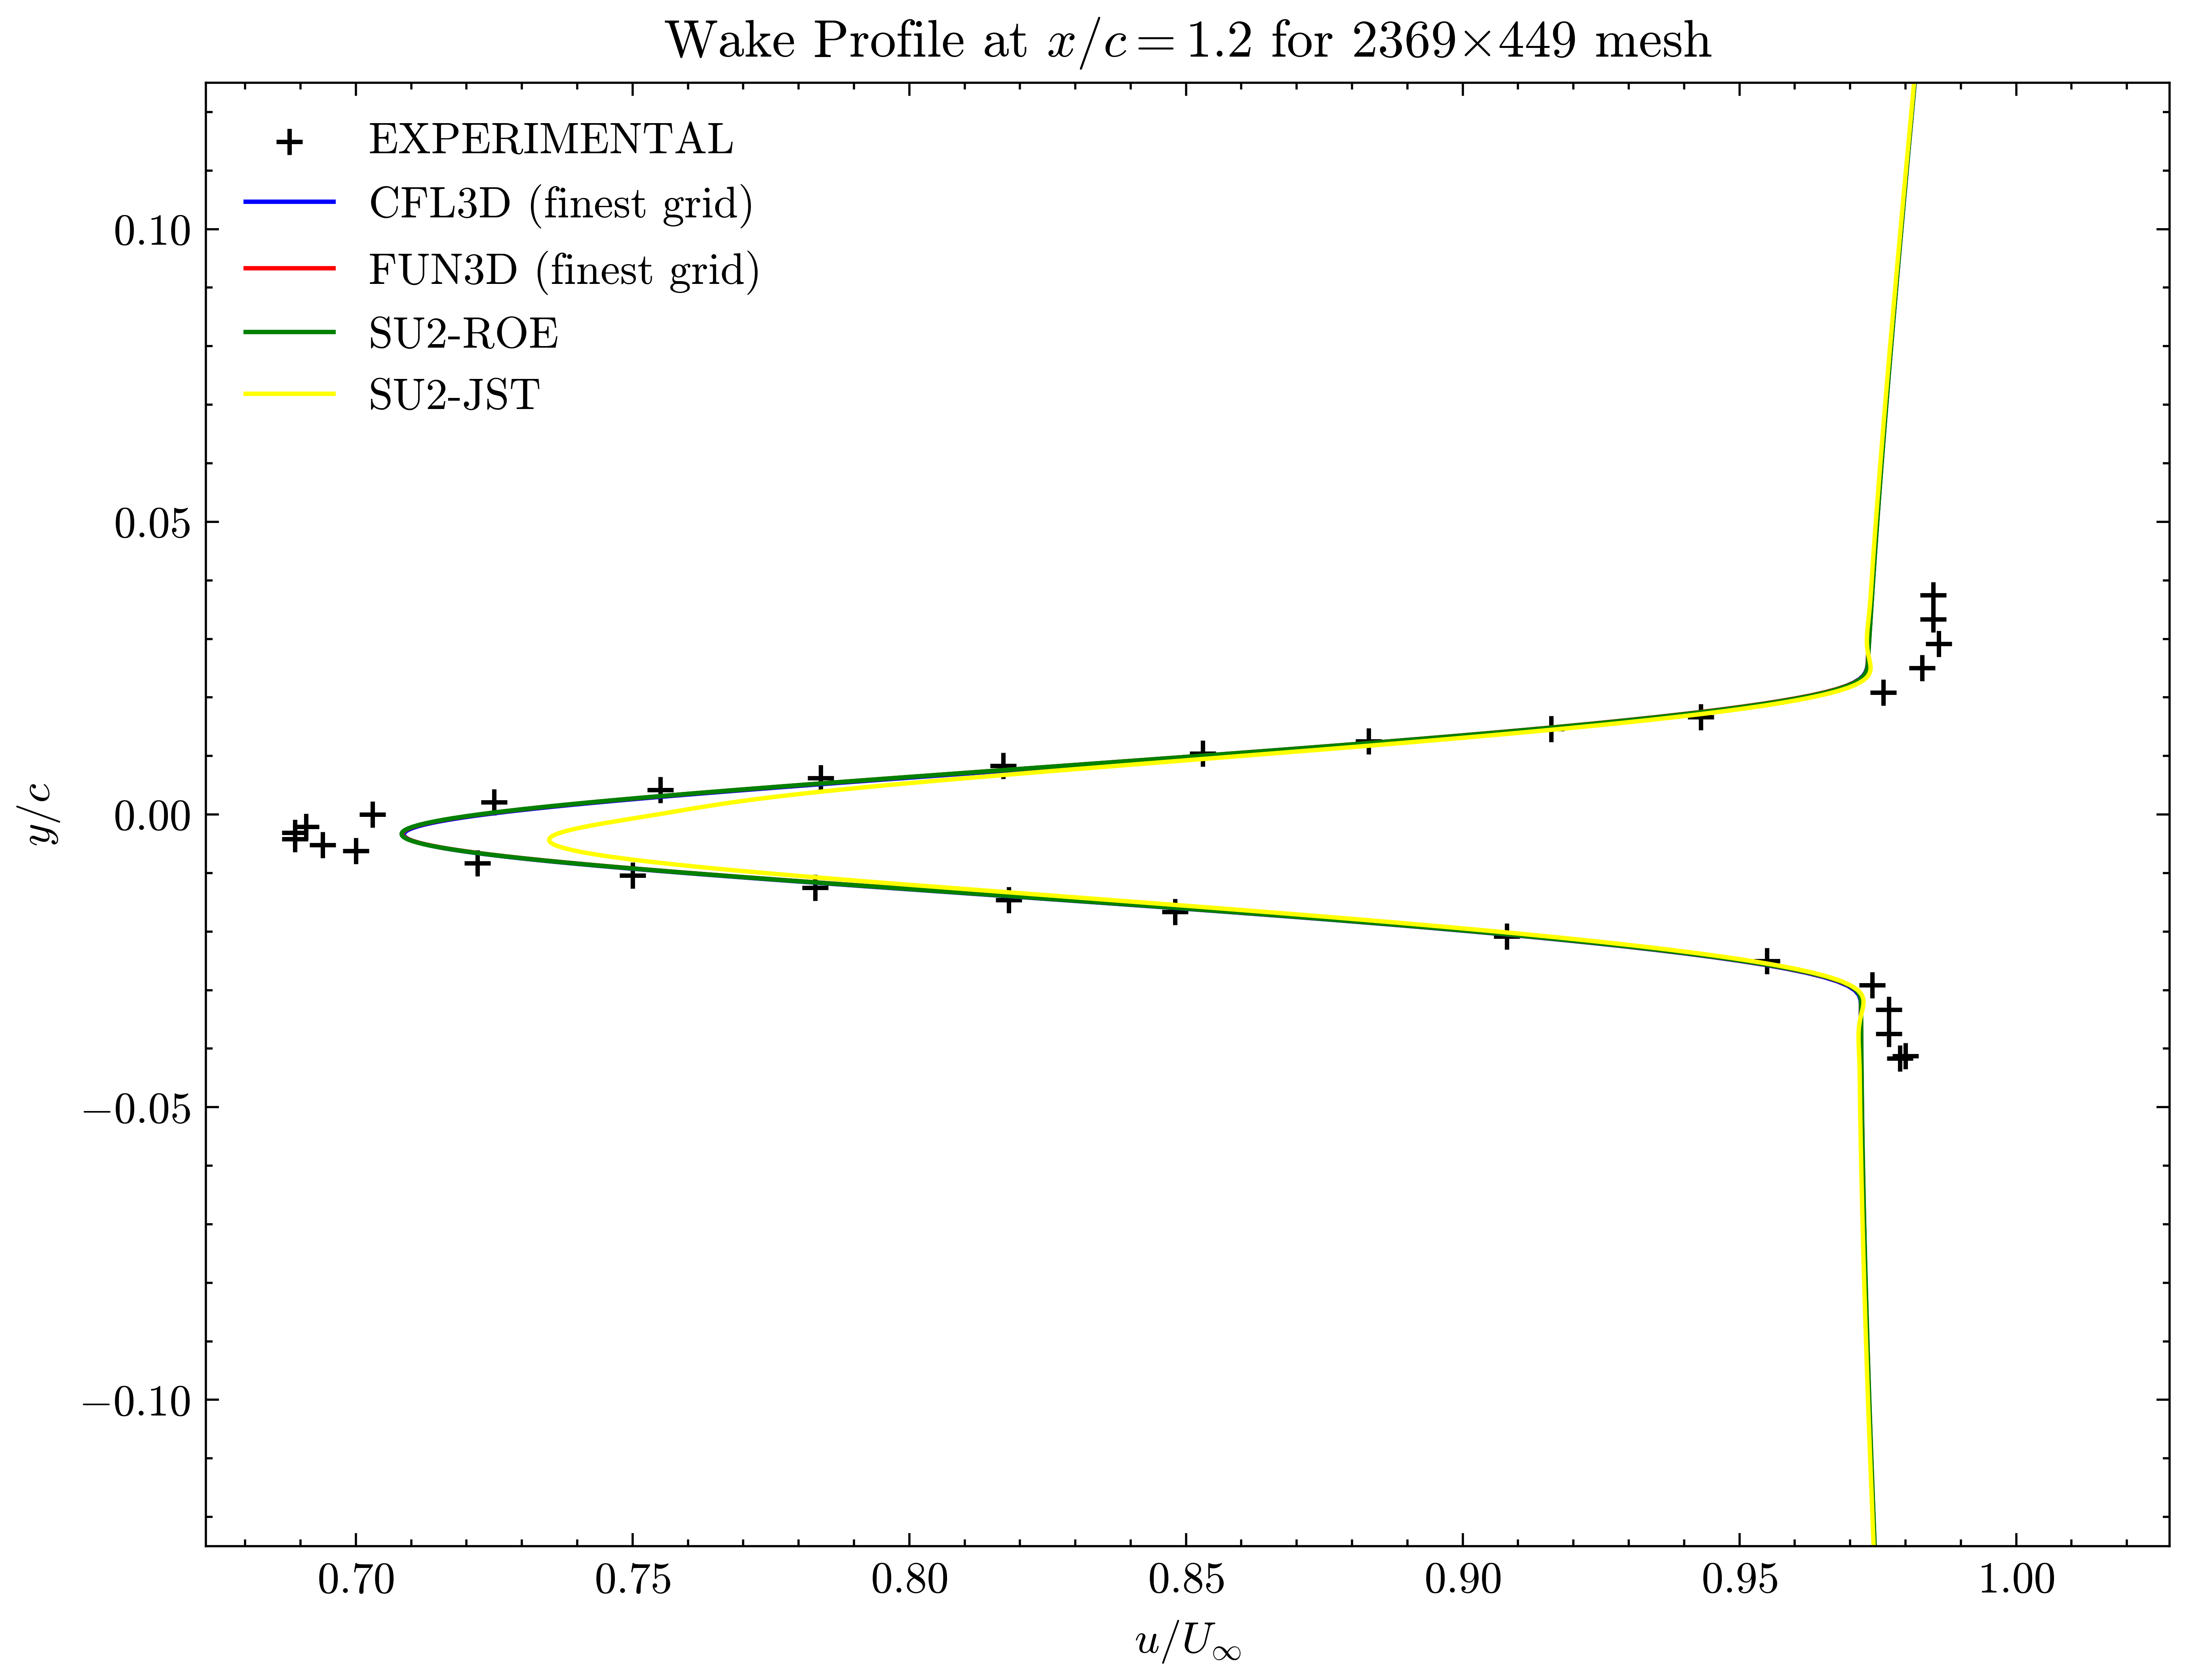 Wake Profile at x/c = 1.2 for 2369×449 mesh
EXPERIMENTAL
CFL3D (finest grid)
FUN3D (finest grid)
SU2-ROE
SU2-JST
0.10
0.05
0.00
−0.05
−0.10
y/c
0.70 0.75 0.80 0.85 0.90 0.95 1.00
u/U∞